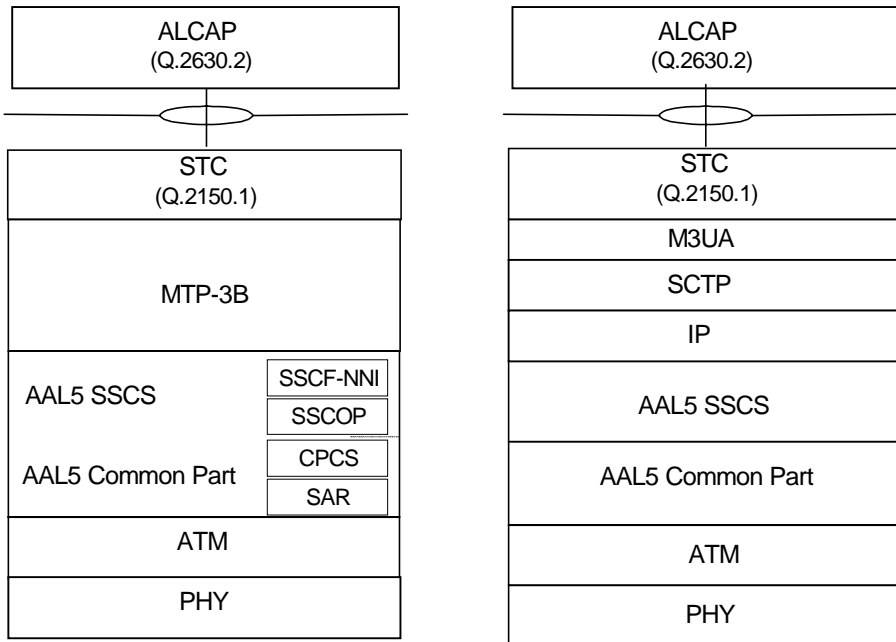 ALCAP
(Q.2630.2)
STC
(Q.2150.1)
MTP-3B
AAL5 SSCS
SSCF-NNI
SSCOP
AAL5 Common Part
CPCS
SAR
ATM
PHY
ALCAP
(Q.2630.2)
STC
(Q.2150.1)
M3UA
SCTP
IP
AAL5 SSCS
AAL5 Common Part
ATM
PHY